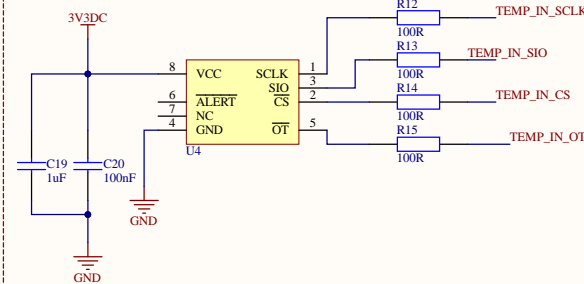 R12
TEMP_IN_SCLK
3V3DC
100R
R13
TEMP_IN_SIO
8 VCC SCLK 1
100R
SIO 3
R14
TEMP_IN_CS
6 ALERT CS 2
100R
7 NC
4 GND OT 5
R15
TEMP_IN_OT
U4
100R
C19
1uF
C20
100nF
GND
GND